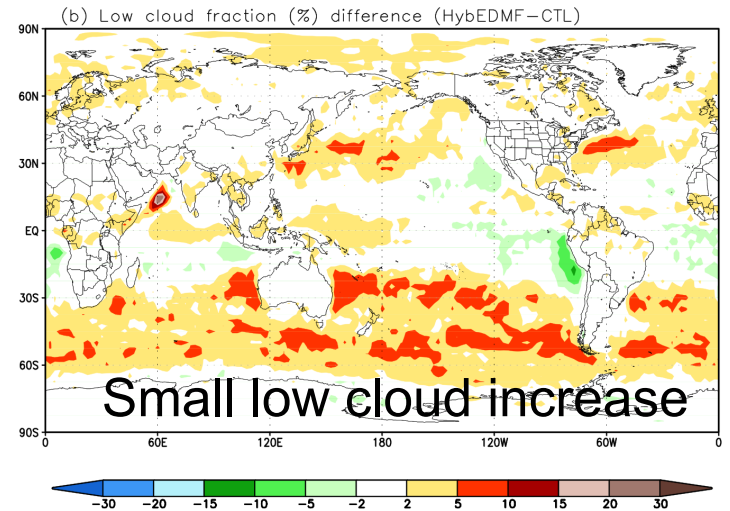 (b) Low cloud fraction (%) difference (HybEDMF-CTL)
90N
60N
30N
EQ
30S
60S
90S
Small low cloud increase
0 60E 120E 180 120W 60W 0
-30 -20 -15 -10 -5 -2 2 5 10 15 20 30